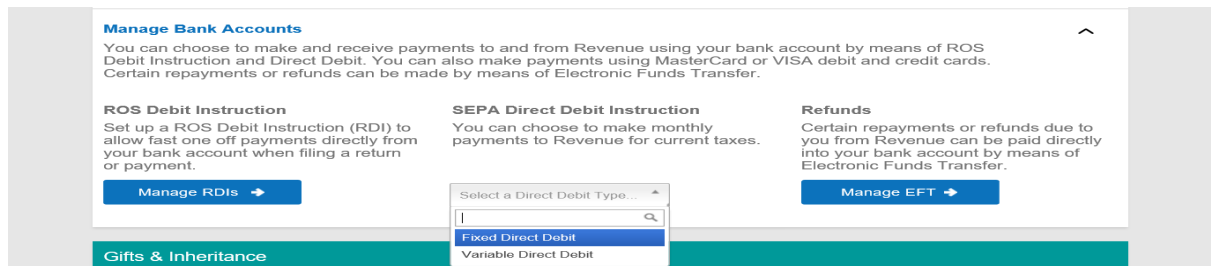 Manage Bank Accounts
You can choose to make and receive payments to and from Revenue using your bank account by means of ROS
Debit Instruction and Direct Debit. You can also make payments using MasterCard or VISA debit and credit cards.
Certain repayments or refunds can be made by means of Electronic Funds Transfer.
ROS Debit Instruction
Set up a ROS Debit Instruction (RDI) to
allow fast one off payments directly from
your bank account when filing a return
or payment.
Manage RDIs
SEPA Direct Debit Instruction
You can choose to make monthly
payments to Revenue for current taxes.
Select a Direct Debit Type...
Fixed Direct Debit
Variable Direct Debit
Refunds
Certain repayments or refunds due to
you from Revenue can be paid directly
into your bank account by means of
Electronic Funds Transfer.
Manage EFT
Gifts & Inheritance